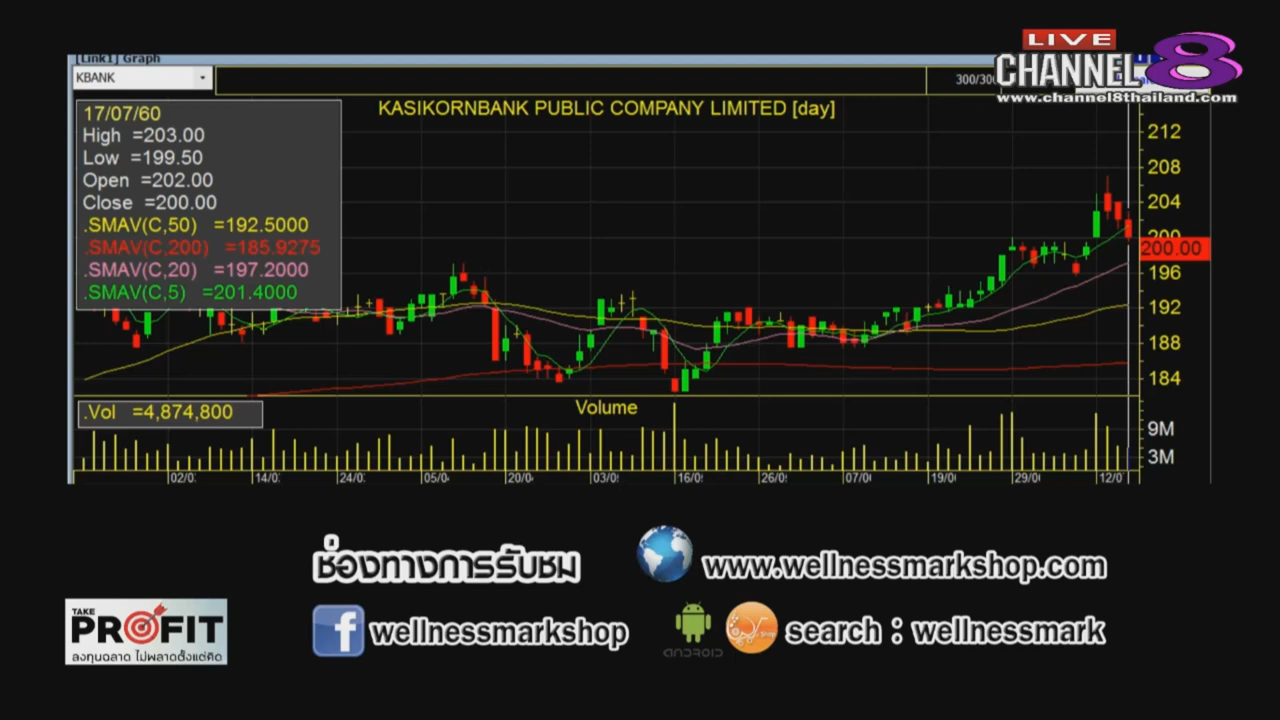 LIVE
CHANNEL 8
www.channel8thailand.com
[Link1] Graph
KBANK
KASIKORNBANK PUBLIC COMPANY LIMITED [day]
17/07/60
High =203.00
Low =199.50
Open =202.00
Close =200.00
.SMAV(C,50) =192.5000
.SMAV(C,200) =185.9275
.SMAV(C,20) =197.2000
.SMAV(C,5) =201.4000
212
208
204
200
200.00
196
192
188
184
.Vol =4,874,800
Volume
9M
3M
ช่องทางการรับชม
www.wellnessmarkshop.com
wellnessmarkshop
ANDROID
search : wellnessmark
TAKE
PROFIT
ลงทุนฉลาด ไม่พลาดตั้งแต่คิด